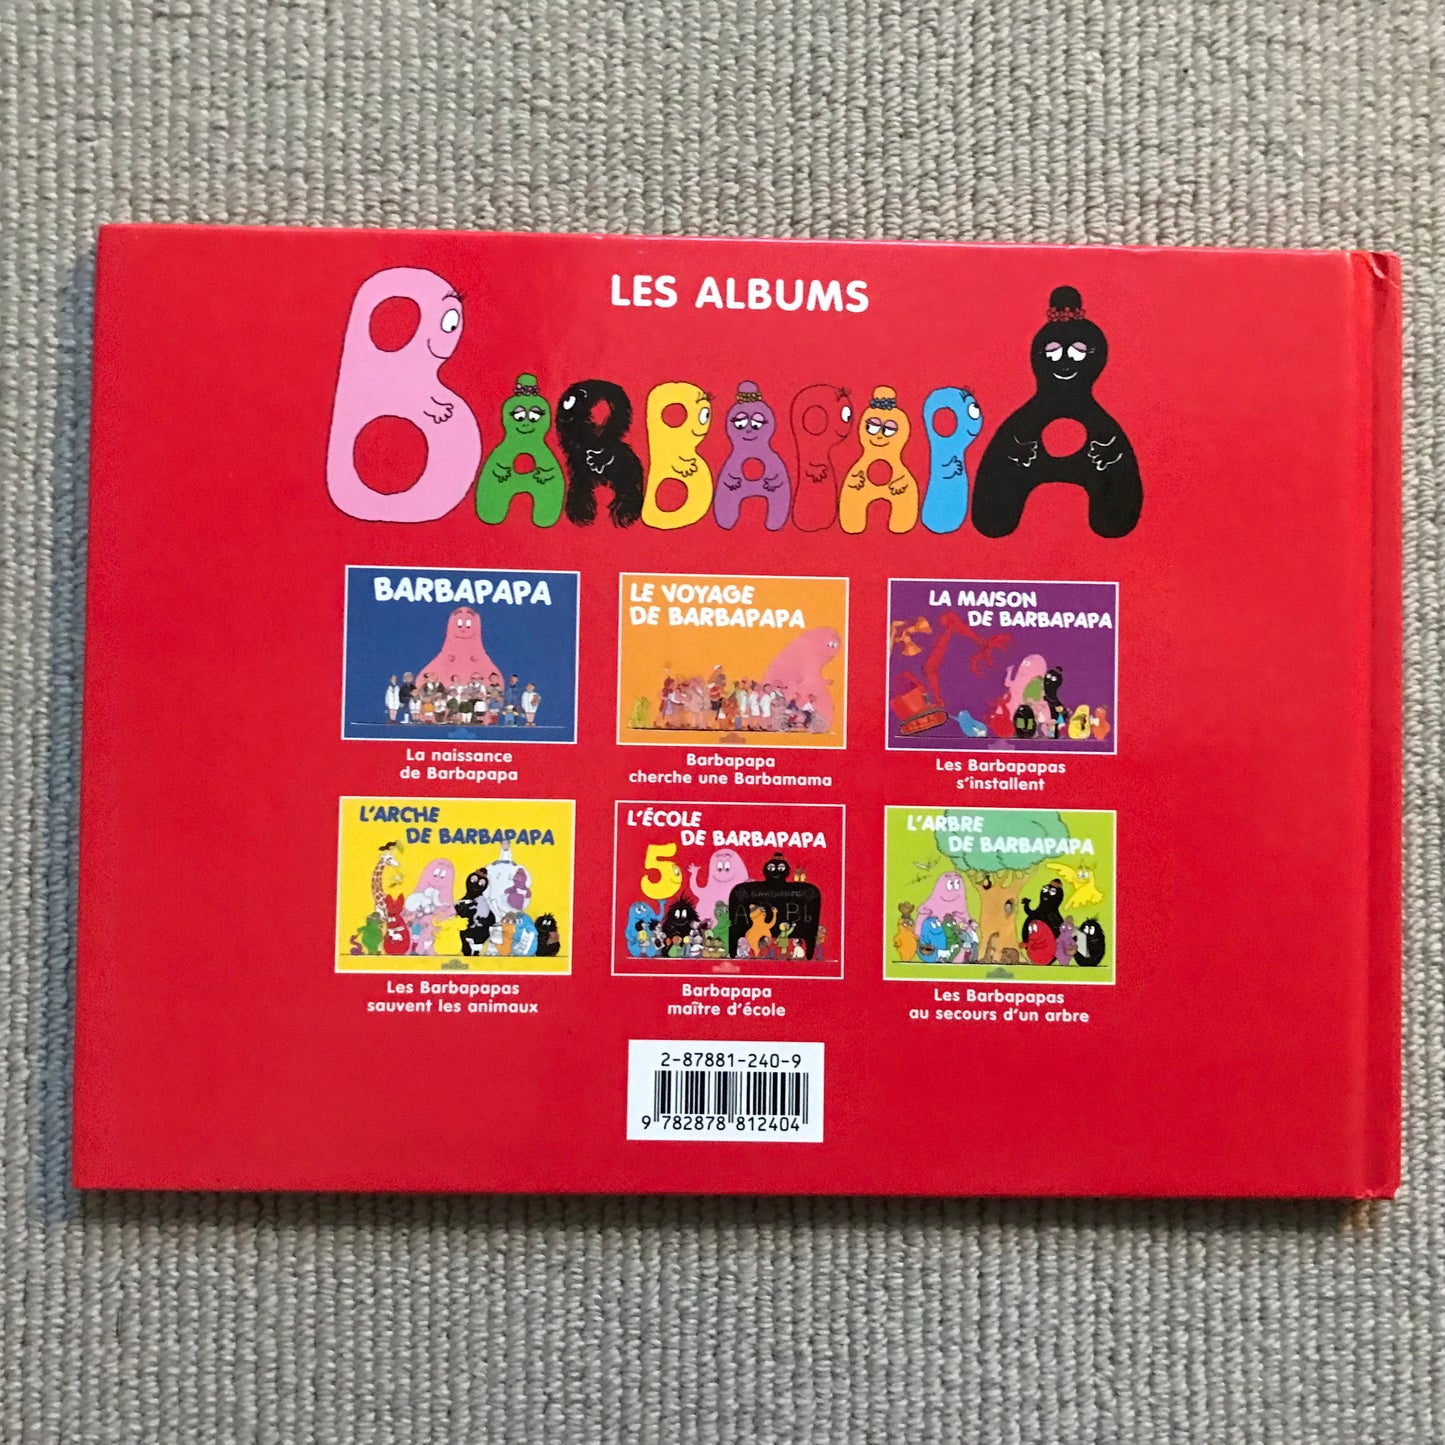 LES ALBUMS
BARBAPAPA
BARBAPAPA
La naissance
de Barbapapa
LE VOYAGE
DE BARBAPAPA
Barbapapa
cherche une Barbamama
LA MAISON
DE BARBAPAPA
Les Barbapapas
s'installent
L'ARCHE
DE BARBAPAPA
Les Barbapapas
sauvent les animaux
L'ÉCOLE
DE BARBAPAPA
5
BARBAPAPA
A Bb
Barbapapa
maître d'école
L'ARBRE
DE BARBAPAPA
Les Barbapapas
au secours d'un arbre
2-87881-240-9
9 782878 812404